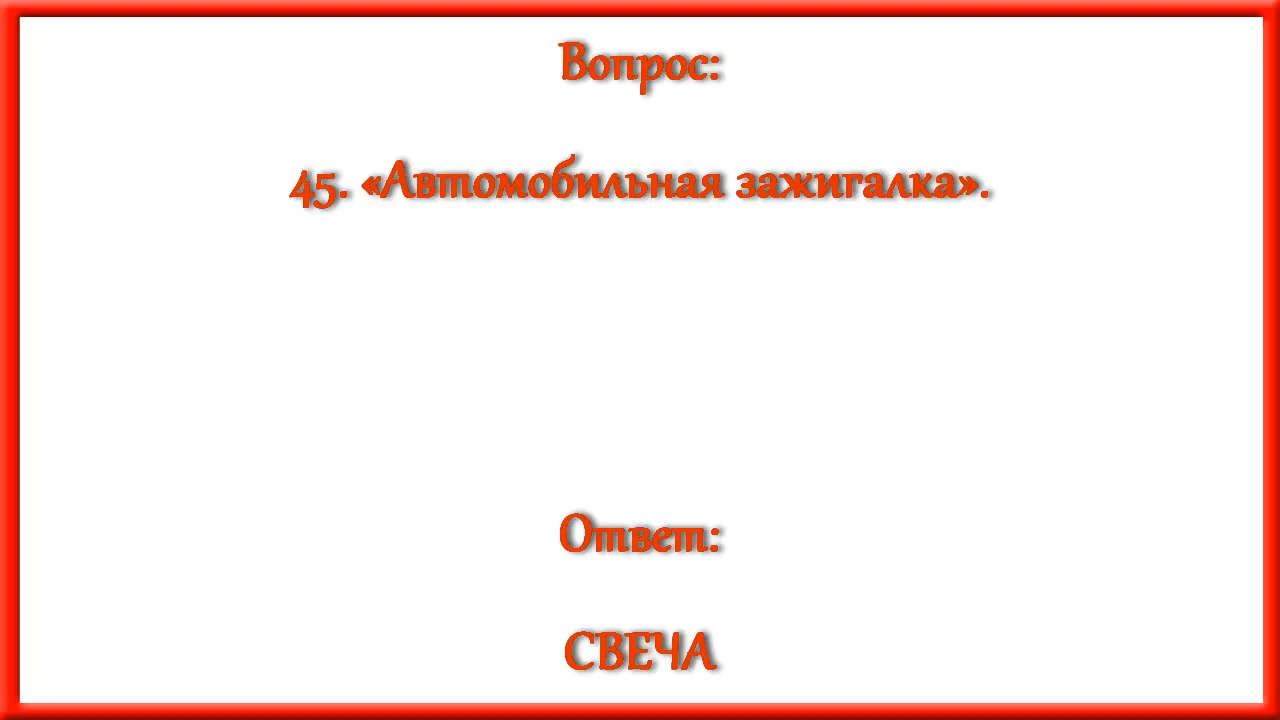 Вопрос:
45. «Автомобильная зажигалка».
Ответ:
СВЕЧА